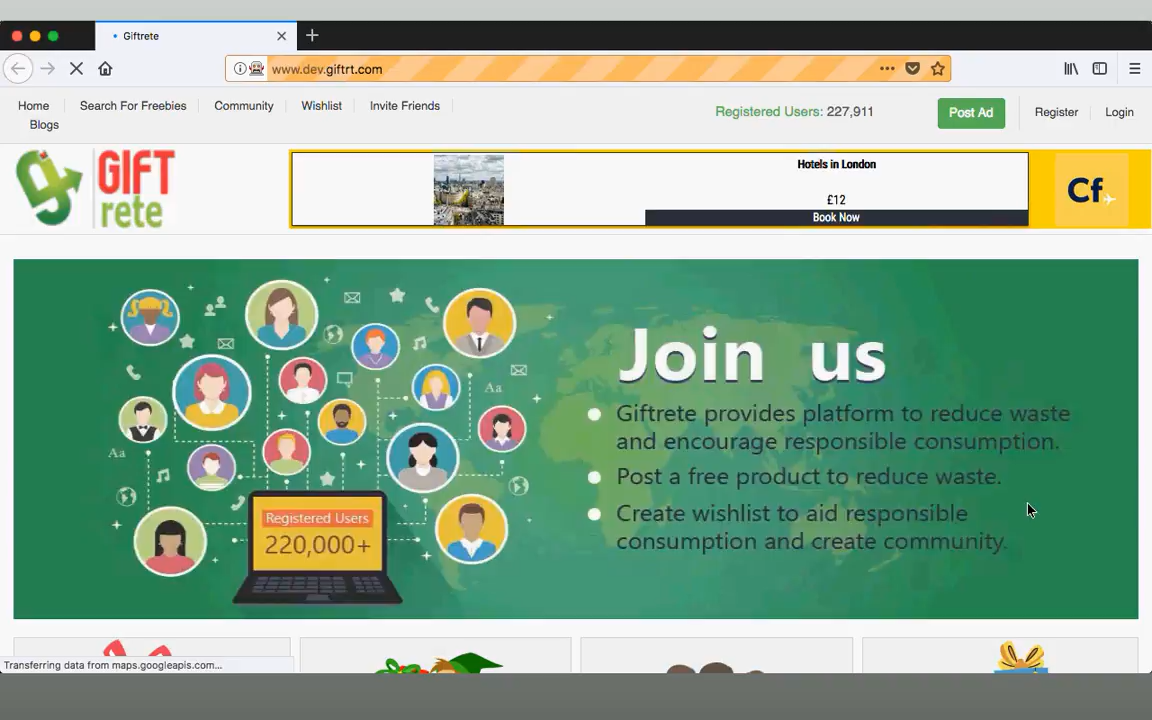 Giftrete
www.dev.giftrt.com
Home
Search For Freebies
Community
Wishlist
Invite Friends
Blogs
Registered Users: 227,911
Post Ad
Register
Login
GIFT
rete
Hotels in London
£12
Book Now
Cf
Join us
Giftrete provides platform to reduce waste
and encourage responsible consumption.
Post a free product to reduce waste.
Create wishlist to aid responsible
consumption and create community.
Aa
Aa
Registered Users
220,000+
Transferring data from maps.googleapis.com...